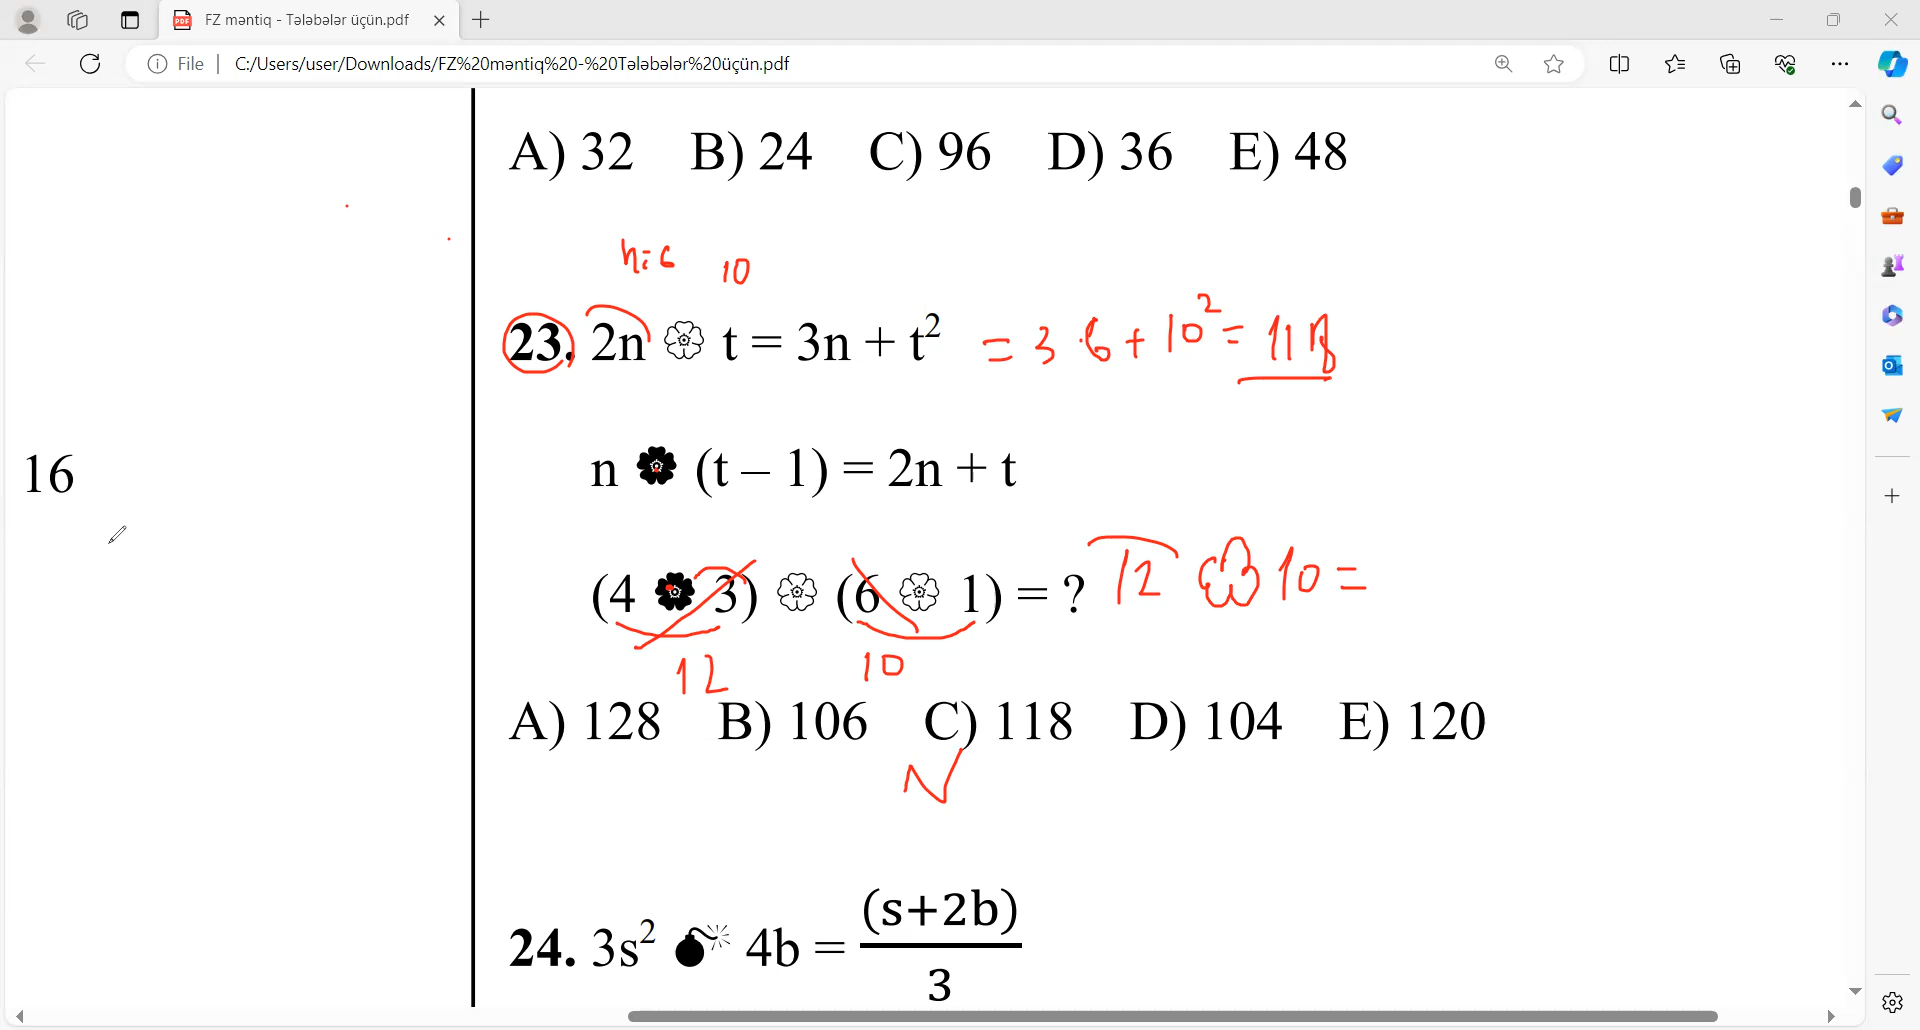 FZ məntiq - Tələbələr üçün.pdf
File | C:/Users/user/Downloads/FZ%20məntiq%20-%20Tələbələr%20üçün.pdf
A) 32 B) 24 C) 96 D) 36 E) 48
n=6 10
23. 2n t = 3n + t² = 3·6 + 10² = 118
16
n (t – 1) = 2n + t
(4 3) (6 1) = ? 12 10 =
12 10
A) 128 B) 106 C) 118 D) 104 E) 120
24. 3s² 4b = (s+2b)
3